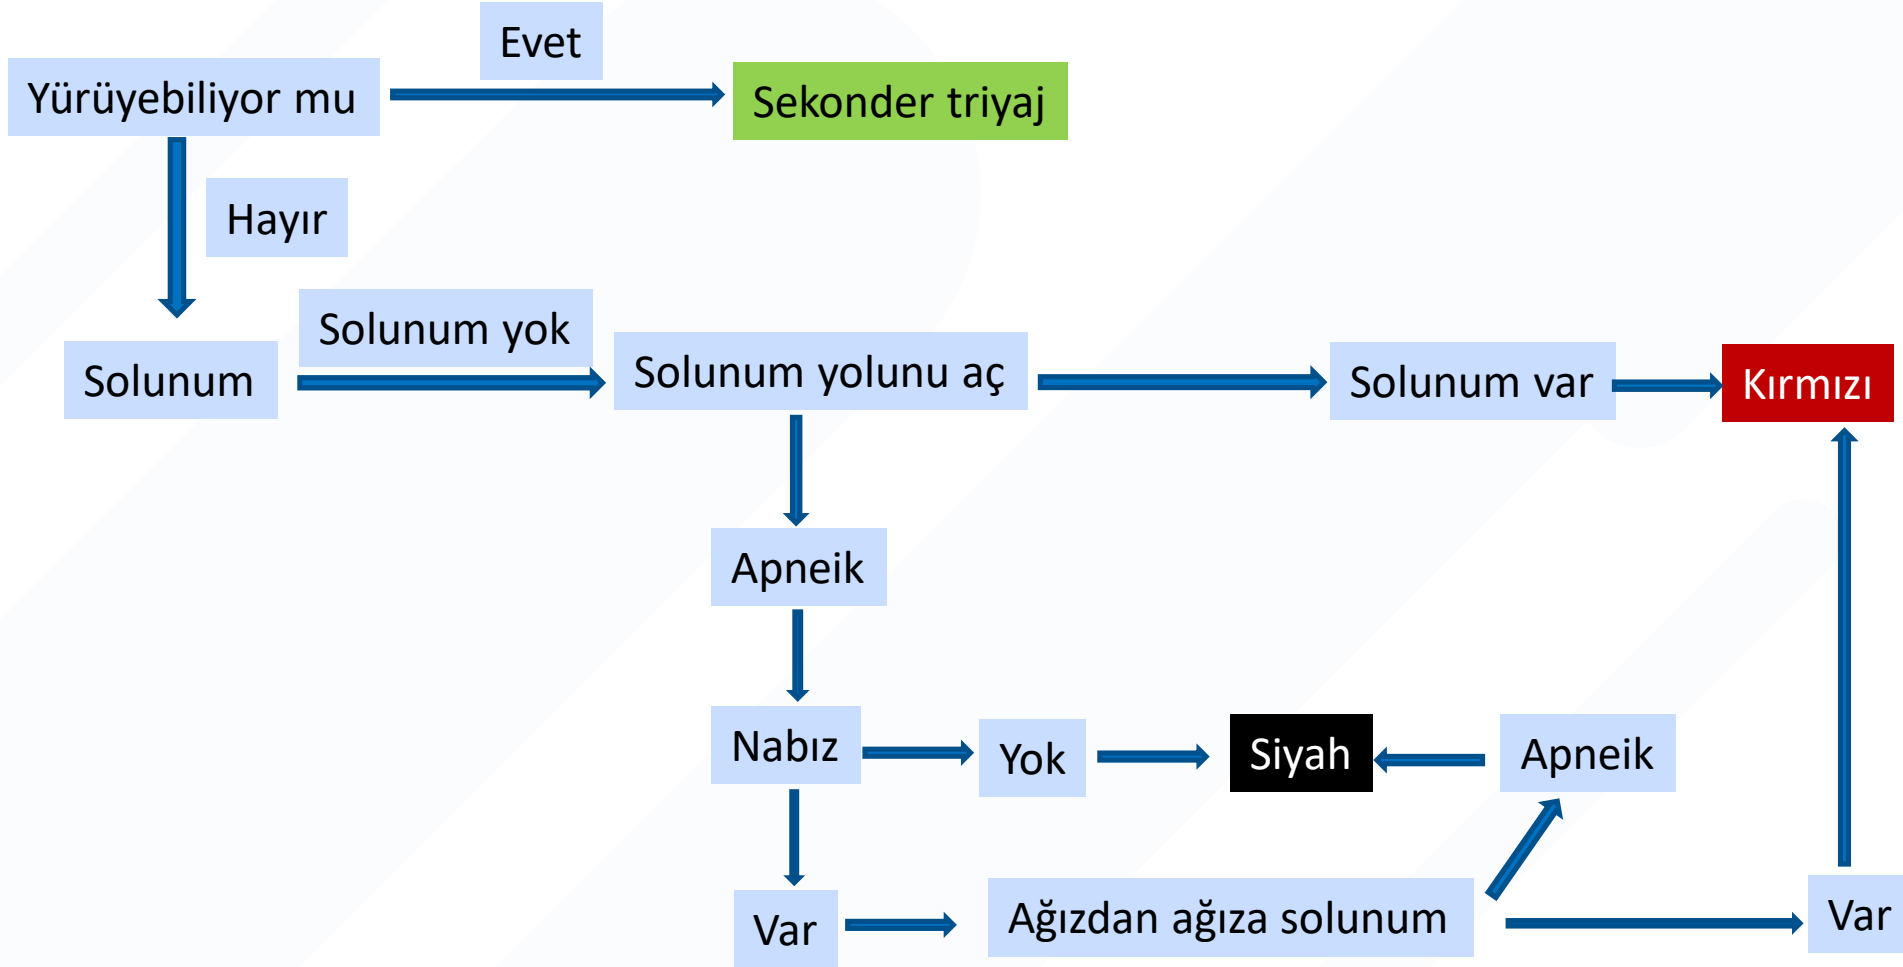 Evet
Yürüyebiliyor mu
Sekonder triyaj
Hayır
Solunum yok
Solunum
Solunum yolunu aç
Solunum var
Kırmızı
Apneik
Nabız
Yok
Siyah
Apneik
Var
Ağızdan ağıza solunum
Var